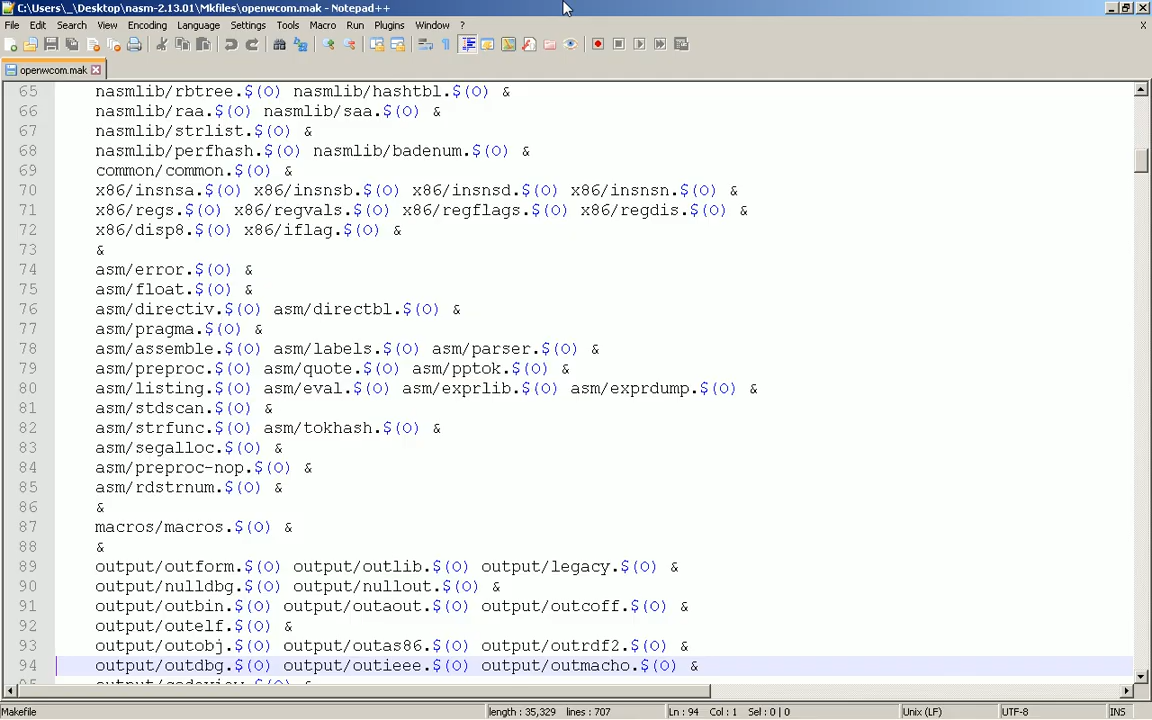 C:\Users\_\Desktop\nasm-2.13.01\Mkfiles\openwcom.mak - Notepad++
File Edit Search View Encoding Language Settings Tools Macro Run Plugins Window ? X
openwcom.mak
65 nasmlib/rbtree.$(O) nasmlib/hashtbl.$(O) &
66 nasmlib/raa.$(O) nasmlib/saa.$(O) &
67 nasmlib/strlist.$(O) &
68 nasmlib/perfhash.$(O) nasmlib/badenum.$(O) &
69 common/common.$(O) &
70 x86/insnsa.$(O) x86/insnsb.$(O) x86/insnsd.$(O) x86/insnsn.$(O) &
71 x86/regs.$(O) x86/regvals.$(O) x86/regflags.$(O) x86/regdis.$(O) &
72 x86/disp8.$(O) x86/iflag.$(O) &
73 &
74 asm/error.$(O) &
75 asm/float.$(O) &
76 asm/directiv.$(O) asm/directbl.$(O) &
77 asm/pragma.$(O) &
78 asm/assemble.$(O) asm/labels.$(O) asm/parser.$(O) &
79 asm/preproc.$(O) asm/quote.$(O) asm/pptok.$(O) &
80 asm/listing.$(O) asm/eval.$(O) asm/exprlib.$(O) asm/exprdump.$(O) &
81 asm/stdscan.$(O) &
82 asm/strfunc.$(O) asm/tokhash.$(O) &
83 asm/segalloc.$(O) &
84 asm/preproc-nop.$(O) &
85 asm/rdstrnum.$(O) &
86 &
87 macros/macros.$(O) &
88 &
89 output/outform.$(O) output/outlib.$(O) output/legacy.$(O) &
90 output/nulldbg.$(O) output/nullout.$(O) &
91 output/outbin.$(O) output/outaout.$(O) output/outcoff.$(O) &
92 output/outelf.$(O) &
93 output/outobj.$(O) output/outas86.$(O) output/outrdf2.$(O) &
94 output/outdbg.$(O) output/outieee.$(O) output/outmacho.$(O) &
95 output/codeview.$(O) &
Makefile length : 35,329 lines : 707 Ln : 94 Col : 1 Sel : 0 | 0 Unix (LF) UTF-8 INS